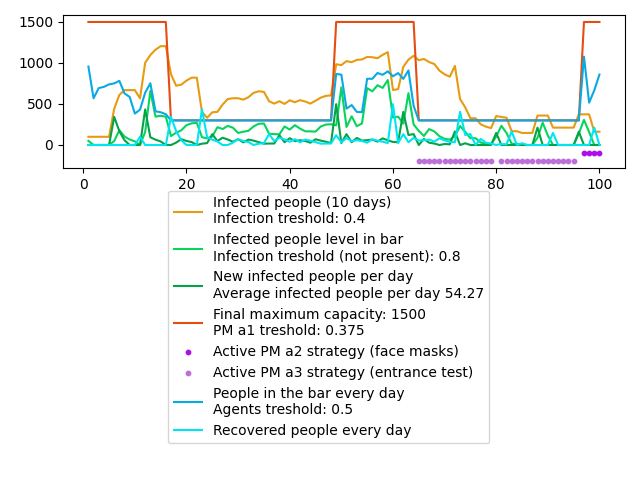 1500
1000
500
0
0
20
40
60
80
100
Infected people (10 days)
Infection treshold: 0.4
Infected people level in bar
Infection treshold (not present): 0.8
New infected people per day
Average infected people per day 54.27
Final maximum capacity: 1500
PM a1 treshold: 0.375
Active PM a2 strategy (face masks)
Active PM a3 strategy (entrance test)
People in the bar every day
Agents treshold: 0.5
Recovered people every day